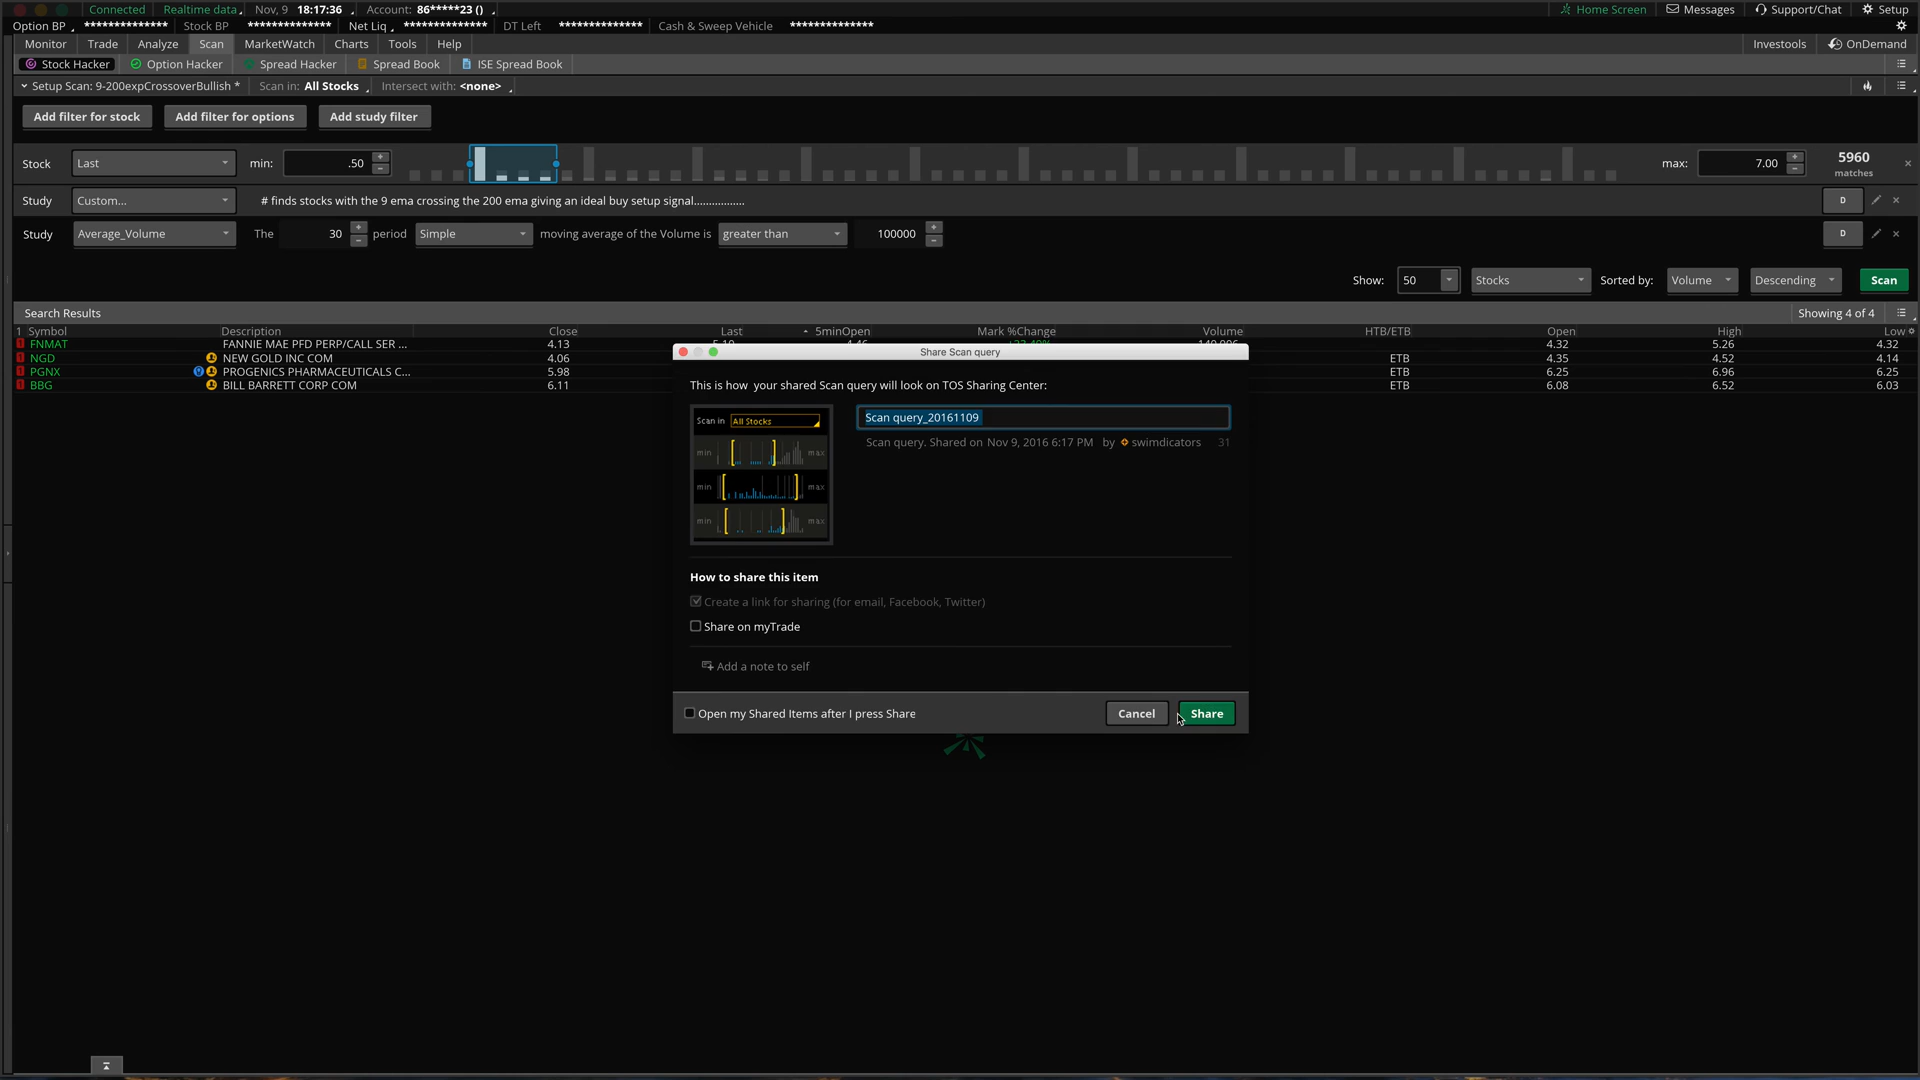 Connected Realtime data Nov, 9 18:17:36 Account: 86*****23 () Home Screen Messages Support/Chat Setup
Option BP ************** Stock BP ************** Net Liq ************** DT Left ************** Cash & Sweep Vehicle **************
Monitor Trade Analyze Scan MarketWatch Charts Tools Help Investools OnDemand
Stock Hacker Option Hacker Spread Hacker Spread Book ISE Spread Book
Setup Scan: 9-200expCrossoverBullish * Scan in: All Stocks Intersect with: <none>
Add filter for stock Add filter for options Add study filter
Stock Last min: .50 max: 7.00 5960
matches
Study Custom... # finds stocks with the 9 ema crossing the 200 ema giving an ideal buy setup signal................. D
Study Average_Volume The 30 period Simple moving average of the Volume is greater than 100000 D
Show: 50 Stocks Sorted by: Volume Descending Scan
Search Results Showing 4 of 4
1 Symbol Description Close Last 5minOpen Mark %Change Volume HTB/ETB Open High Low
FNMAT FANNIE MAE PFD PERP/CALL SER ... 4.13 4.32 5.26 4.32
NGD NEW GOLD INC COM 4.06 ETB 4.35 4.52 4.14
PGNX PROGENICS PHARMACEUTICALS C... 5.98 ETB 6.25 6.96 6.25
BBG BILL BARRETT CORP COM 6.11 ETB 6.08 6.52 6.03
Share Scan query
This is how your shared Scan query will look on TOS Sharing Center:
Scan in All Stocks
min max
min max
min max
Scan query_20161109
Scan query. Shared on Nov 9, 2016 6:17 PM by swimdicators 31
How to share this item
Create a link for sharing (for email, Facebook, Twitter)
Share on myTrade
Add a note to self
Open my Shared Items after I press Share Cancel Share